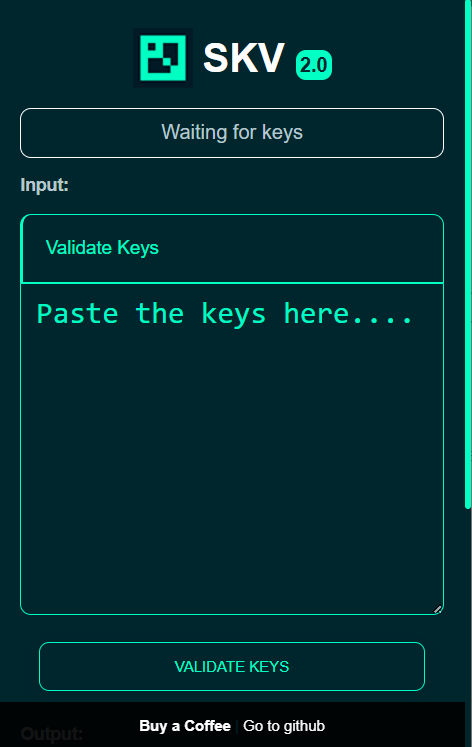 SKV 2.0
Waiting for keys
Input:
Validate Keys
Paste the keys here....
VALIDATE KEYS
Buy a Coffee | Go to github
Output: